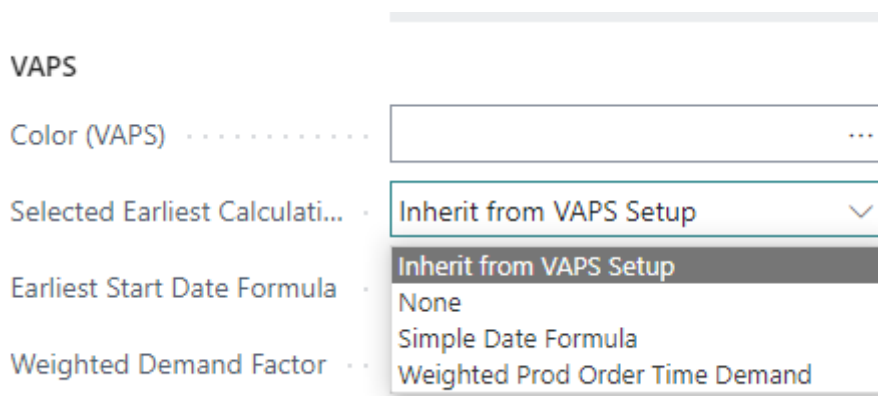 VAPS
Color (VAPS)
Selected Earliest Calculati... Inherit from VAPS Setup
Inherit from VAPS Setup
Earliest Start Date Formula
None
Simple Date Formula
Weighted Demand Factor
Weighted Prod Order Time Demand